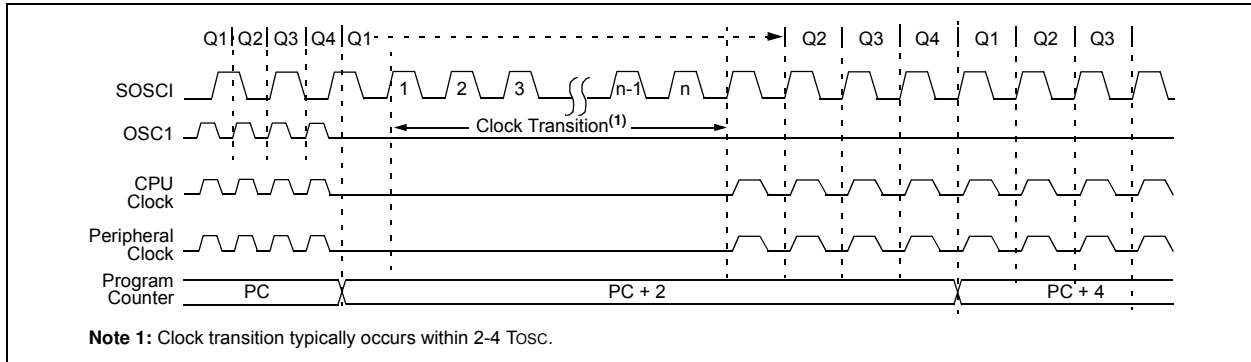 Q1 Q2 Q3 Q4 Q1 Q2 Q3 Q4 Q1 Q2 Q3
SOSCI 1 2 3 n-1 n
OSC1 Clock Transition(1)
CPU
Clock
Peripheral
Clock
Program
Counter PC PC + 2 PC + 4
Note 1: Clock transition typically occurs within 2-4 TOSC.